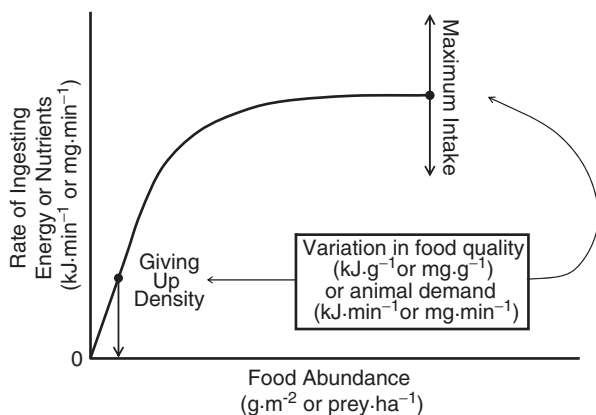 Rate of Ingesting
Energy or Nutrients
(kJ·min⁻¹ or mg·min⁻¹)
Maximum Intake
Giving
Up
Density
Variation in food quality
(kJ·g⁻¹or mg·g⁻¹)
or animal demand
(kJ·min⁻¹or mg·min⁻¹)
0
Food Abundance
(g·m⁻² or prey·ha⁻¹)